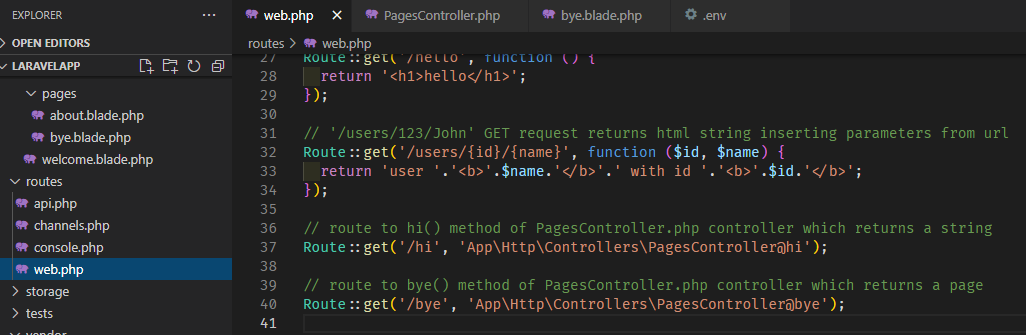 EXPLORER ···
OPEN EDITORS
LARAVELAPP
pages
about.blade.php
bye.blade.php
welcome.blade.php
routes
api.php
channels.php
console.php
web.php
storage
tests
vendor
web.php PagesController.php bye.blade.php .env
routes > web.php
27 Route::get('/hello', function () {
28 return '<h1>hello</h1>';
29 });
30
31 // '/users/123/John' GET request returns html string inserting parameters from url
32 Route::get('/users/{id}/{name}', function ($id, $name) {
33 return 'user '.'<b>'.$name.'</b>'.' with id '.'<b>'.$id.'</b>';
34 });
35
36 // route to hi() method of PagesController.php controller which returns a string
37 Route::get('/hi', 'App\Http\Controllers\PagesController@hi');
38
39 // route to bye() method of PagesController.php controller which returns a page
40 Route::get('/bye', 'App\Http\Controllers\PagesController@bye');
41